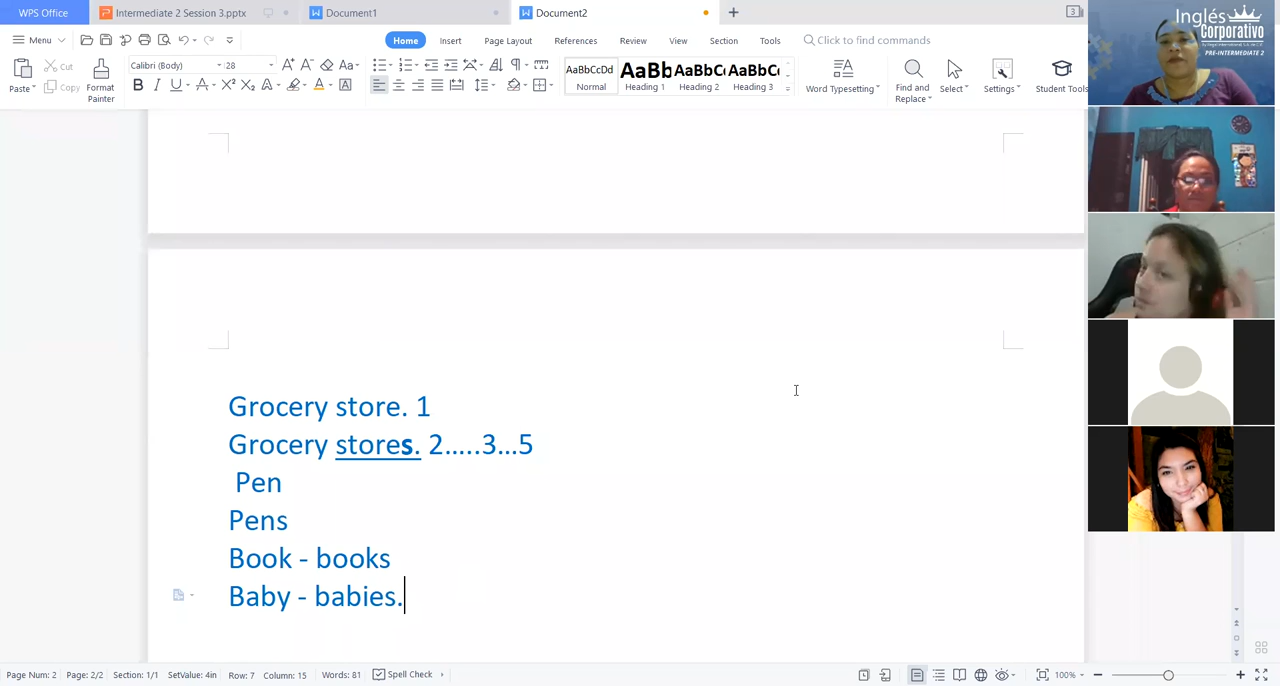 WPS Office
Intermediate 2 Session 3.pptx
Document1
Document2
3
Menu
Home
Insert
Page Layout
References
Review
View
Section
Tools
Click to find commands
Paste
Cut
Copy
Format Painter
Calibri (Body)
28
AaBbCcDd
Normal
AaBb
Heading 1
AaBbCc
Heading 2
AaBbCc
Heading 3
Word Typesetting
Find and Replace
Select
Settings
Student Tools
Inglés
Corporativo
PRE-INTERMEDIATE 2
Grocery store. 1
Grocery stores. 2.....3...5
Pen
Pens
Book - books
Baby - babies.
Page Num: 2
Page: 2/2
Section: 1/1
SetValue: 4in
Row: 7
Column: 15
Words: 81
Spell Check
100%